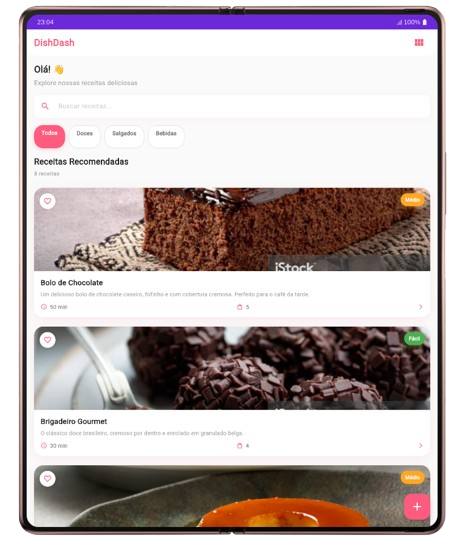 23:04 100%
DishDash
Olá! 👋
Explore nossas receitas deliciosas
Buscar receitas...
Todos Doces Salgados Bebidas
Receitas Recomendadas
8 receitas
Médio
iStock
Bolo de Chocolate
Um delicioso bolo de chocolate caseiro, fofinho e com cobertura cremosa. Perfeito para o café da tarde.
50 min 5
Fácil
Brigadeiro Gourmet
O clássico doce brasileiro, cremoso por dentro e enrolado em granulado belga.
30 min 4
Médio